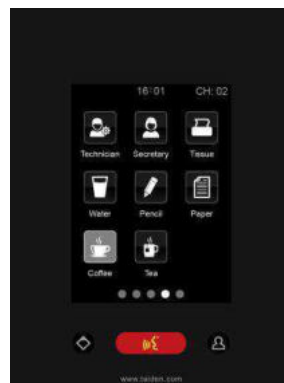 16:01 CH: 02
Technician Secretary Tissue
Water Pencil Paper
Coffee Tea
www.taiden.com